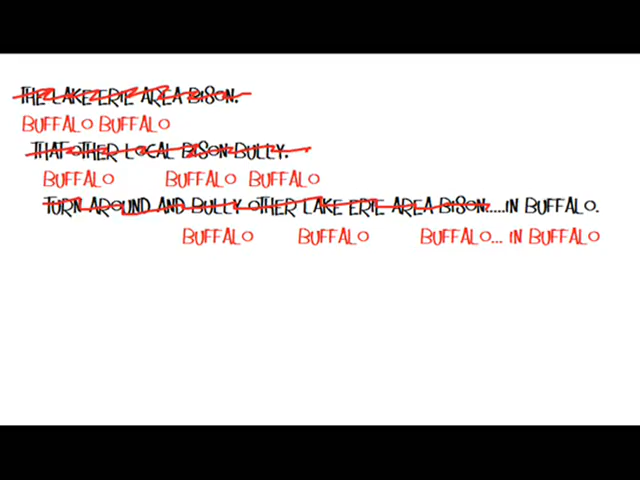 THE LAKE ERIE AREA BISON.
BUFFALO BUFFALO
THAT OTHER LOCAL BISON BULLY.
BUFFALO BUFFALO BUFFALO
TURN AROUND AND BULLY OTHER LAKE ERIE AREA BISON.....IN BUFFALO.
BUFFALO BUFFALO BUFFALO... IN BUFFALO